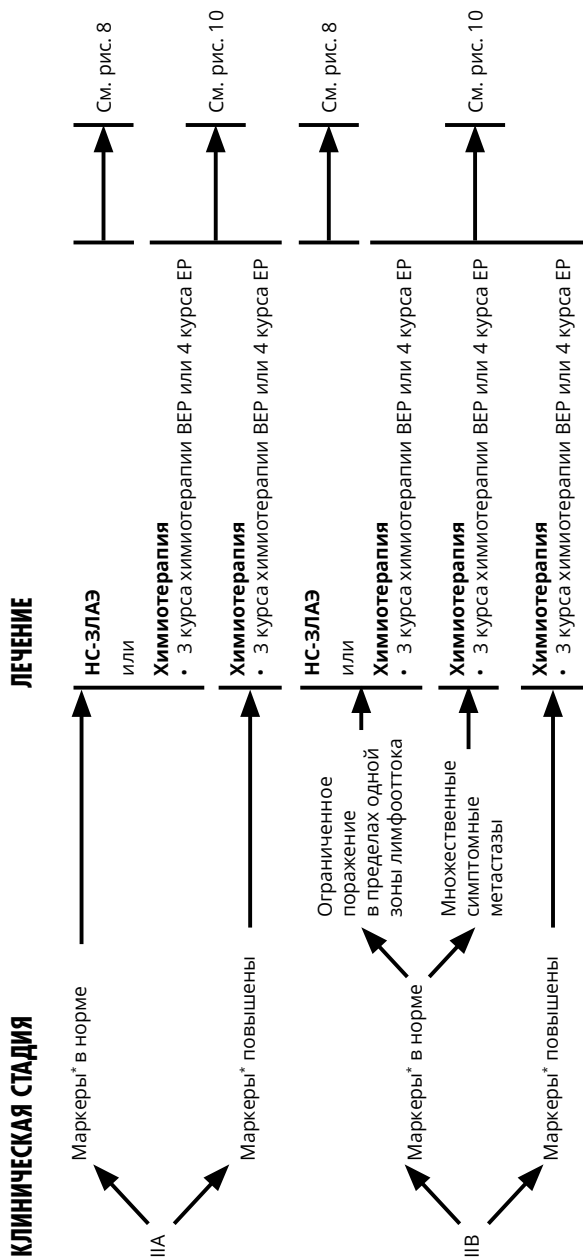 КЛИНИЧЕСКАЯ СТАДИЯ
ЛЕЧЕНИЕ
IIA
Маркеры* в норме
НС-ЗЛАЭ
или
Химиотерапия
• 3 курса химиотерапии BEP или 4 курса EP
См. рис. 8
Маркеры* повышены
Химиотерапия
• 3 курса химиотерапии BEP или 4 курса EP
См. рис. 10
IIB
Маркеры* в норме
Ограниченное
поражение
в пределах одной
зоны лимфооттока
НС-ЗЛАЭ
или
Химиотерапия
• 3 курса химиотерапии BEP или 4 курса EP
См. рис. 8
Множественные
симптомные
метастазы
Химиотерапия
• 3 курса химиотерапии BEP или 4 курса EP
См. рис. 10
Маркеры* повышены
Химиотерапия
• 3 курса химиотерапии BEP или 4 курса EP